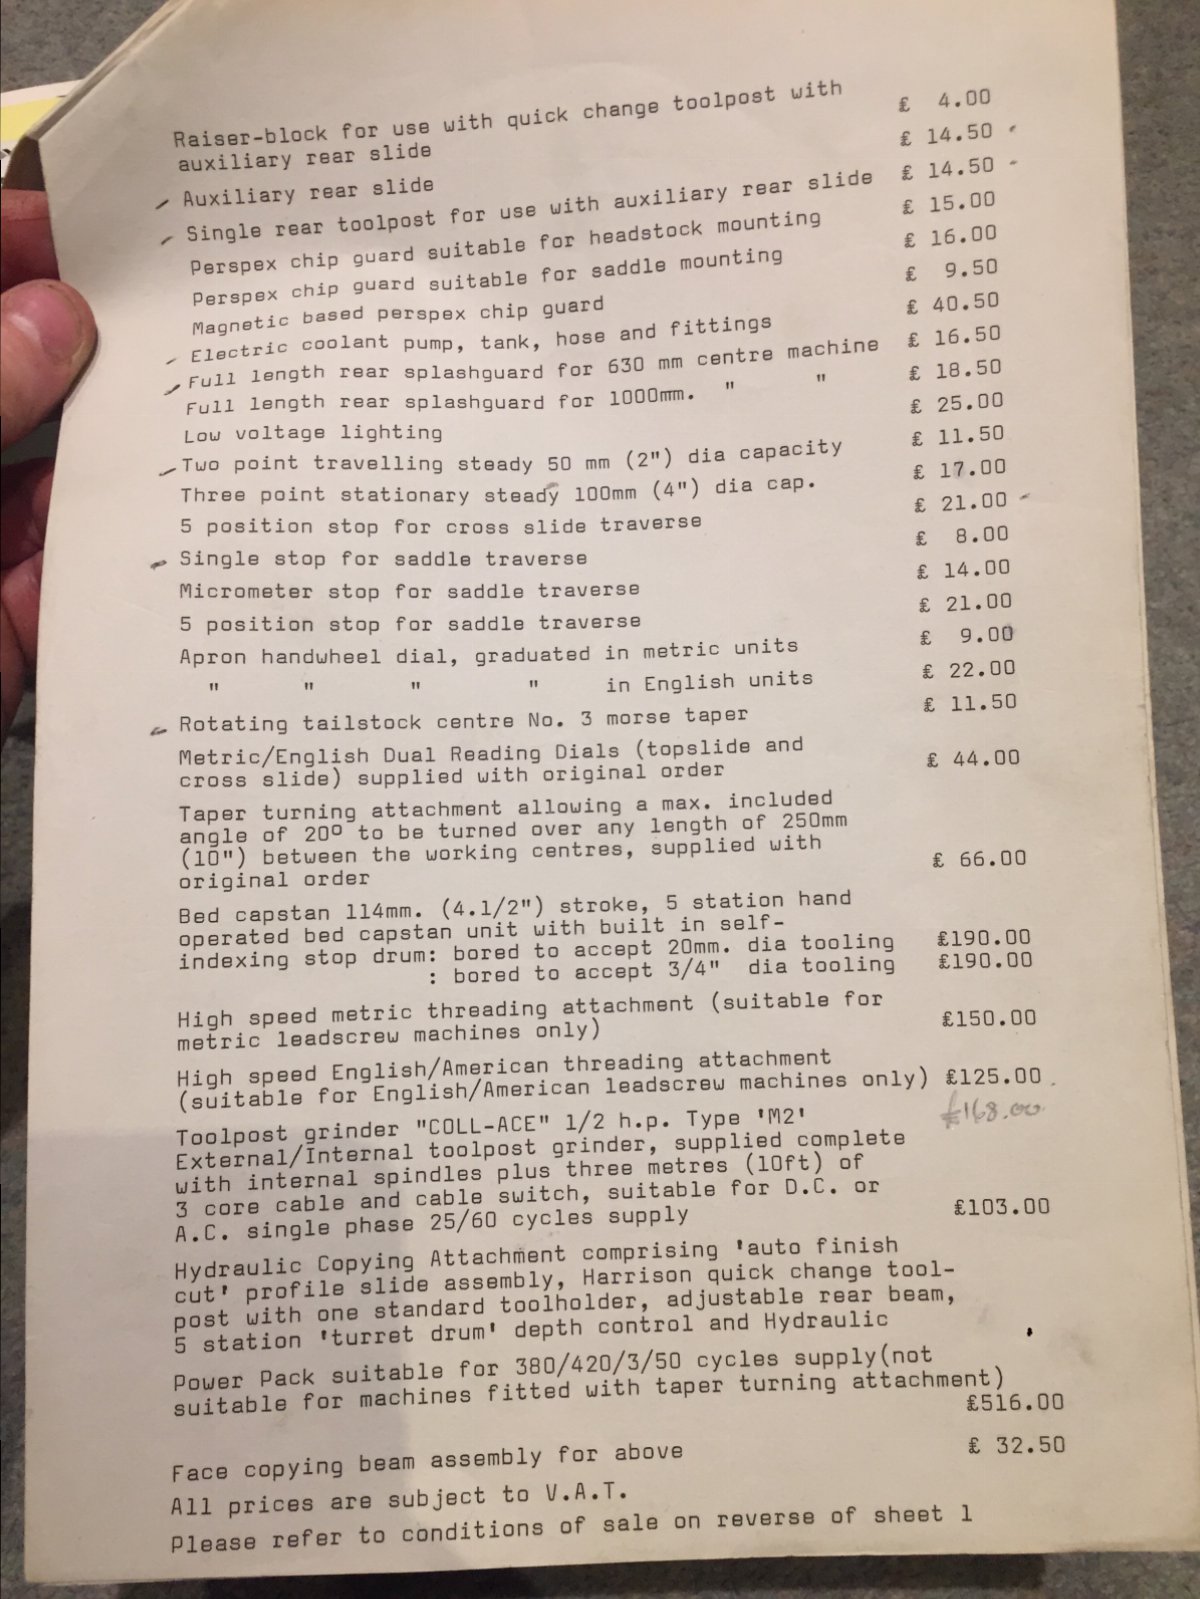 Raiser-block for use with quick change toolpost with
auxiliary rear slide £ 4.00
Auxiliary rear slide £ 14.50
Single rear toolpost for use with auxiliary rear slide £ 14.50
Perspex chip guard suitable for headstock mounting £ 15.00
Perspex chip guard suitable for saddle mounting £ 16.00
Magnetic based perspex chip guard £ 9.50
Electric coolant pump, tank, hose and fittings £ 40.50
Full length rear splashguard for 630 mm centre machine £ 16.50
Full length rear splashguard for 1000mm. " " £ 18.50
Low voltage lighting £ 25.00
Two point travelling steady 50 mm (2") dia capacity £ 11.50
Three point stationary steady 100mm (4") dia cap. £ 17.00
5 position stop for cross slide traverse £ 21.00
Single stop for saddle traverse £ 8.00
Micrometer stop for saddle traverse £ 14.00
5 position stop for saddle traverse £ 21.00
Apron handwheel dial, graduated in metric units £ 9.00
" " " " in English units £ 22.00
Rotating tailstock centre No. 3 morse taper £ 11.50
Metric/English Dual Reading Dials (topslide and
cross slide) supplied with original order £ 44.00
Taper turning attachment allowing a max. included
angle of 20º to be turned over any length of 250mm
(10") between the working centres, supplied with
original order £ 66.00
Bed capstan 114mm. (4.1/2") stroke, 5 station hand
operated bed capstan unit with built in self-
indexing stop drum: bored to accept 20mm. dia tooling £190.00
: bored to accept 3/4" dia tooling £190.00
High speed metric threading attachment (suitable for
metric leadscrew machines only) £150.00
High speed English/American threading attachment
(suitable for English/American leadscrew machines only) £125.00
£168.00
Toolpost grinder "COLL-ACE" 1/2 h.p. Type 'M2'
External/Internal toolpost grinder, supplied complete
with internal spindles plus three metres (10ft) of
3 core cable and cable switch, suitable for D.C. or
A.C. single phase 25/60 cycles supply £103.00
Hydraulic Copying Attachment comprising 'auto finish
cut' profile slide assembly, Harrison quick change tool-
post with one standard toolholder, adjustable rear beam,
5 station 'turret drum' depth control and Hydraulic
Power Pack suitable for 380/420/3/50 cycles supply(not
suitable for machines fitted with taper turning attachment)
£516.00
Face copying beam assembly for above £ 32.50
All prices are subject to V.A.T.
Please refer to conditions of sale on reverse of sheet 1